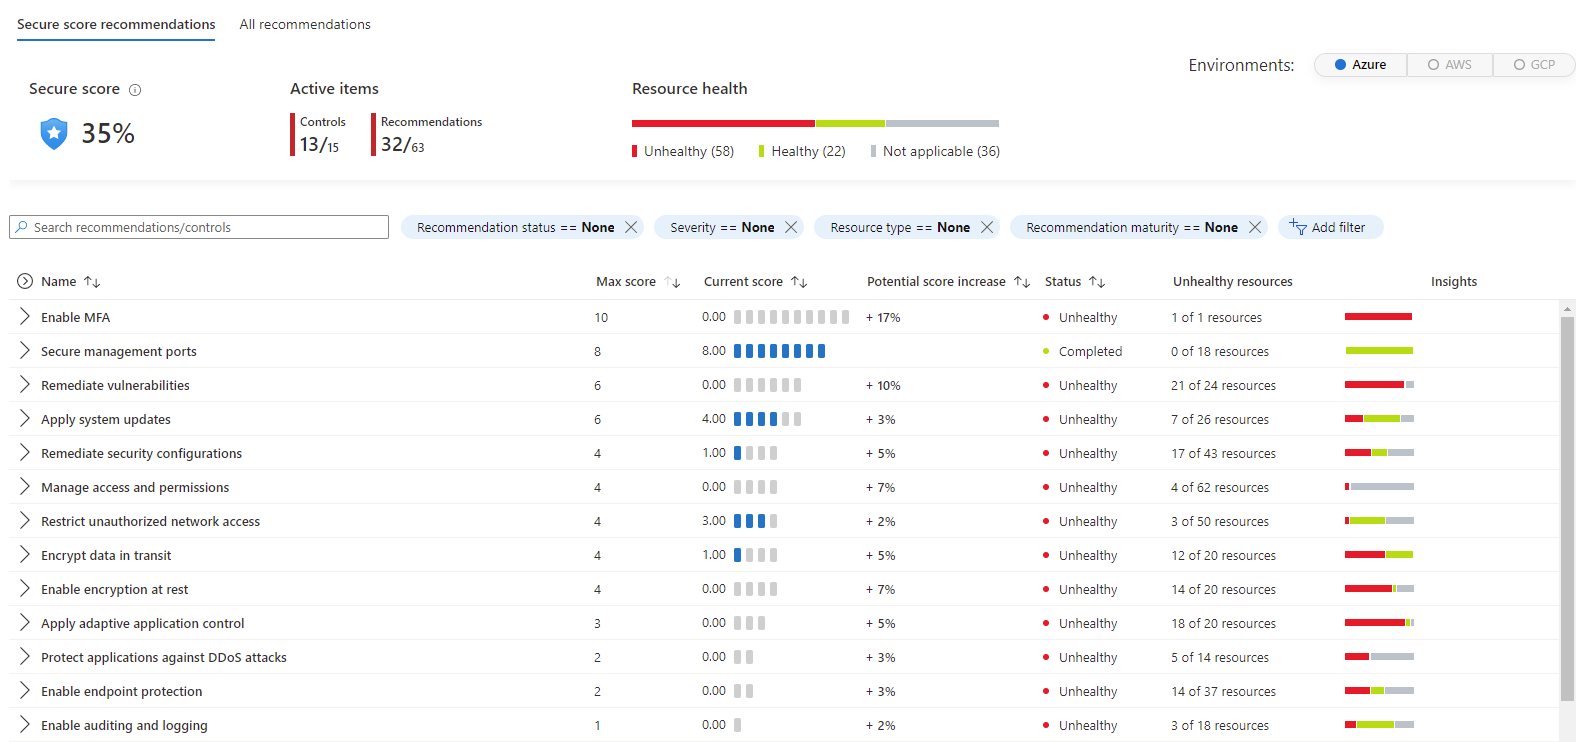 Secure score recommendations All recommendations
Environments: Azure AWS GCP
Secure score Active items Resource health
35% Controls 13/15 Recommendations 32/63
Unhealthy (58) Healthy (22) Not applicable (36)
Search recommendations/controls Recommendation status == None Severity == None Resource type == None Recommendation maturity == None Add filter
Name Max score Current score Potential score increase Status Unhealthy resources Insights
Enable MFA 10 0.00 + 17% Unhealthy 1 of 1 resources
Secure management ports 8 8.00 Completed 0 of 18 resources
Remediate vulnerabilities 6 0.00 + 10% Unhealthy 21 of 24 resources
Apply system updates 6 4.00 + 3% Unhealthy 7 of 26 resources
Remediate security configurations 4 1.00 + 5% Unhealthy 17 of 43 resources
Manage access and permissions 4 0.00 + 7% Unhealthy 4 of 62 resources
Restrict unauthorized network access 4 3.00 + 2% Unhealthy 3 of 50 resources
Encrypt data in transit 4 1.00 + 5% Unhealthy 12 of 20 resources
Enable encryption at rest 4 0.00 + 7% Unhealthy 14 of 20 resources
Apply adaptive application control 3 0.00 + 5% Unhealthy 18 of 20 resources
Protect applications against DDoS attacks 2 0.00 + 3% Unhealthy 5 of 14 resources
Enable endpoint protection 2 0.00 + 3% Unhealthy 14 of 37 resources
Enable auditing and logging 1 0.00 + 2% Unhealthy 3 of 18 resources